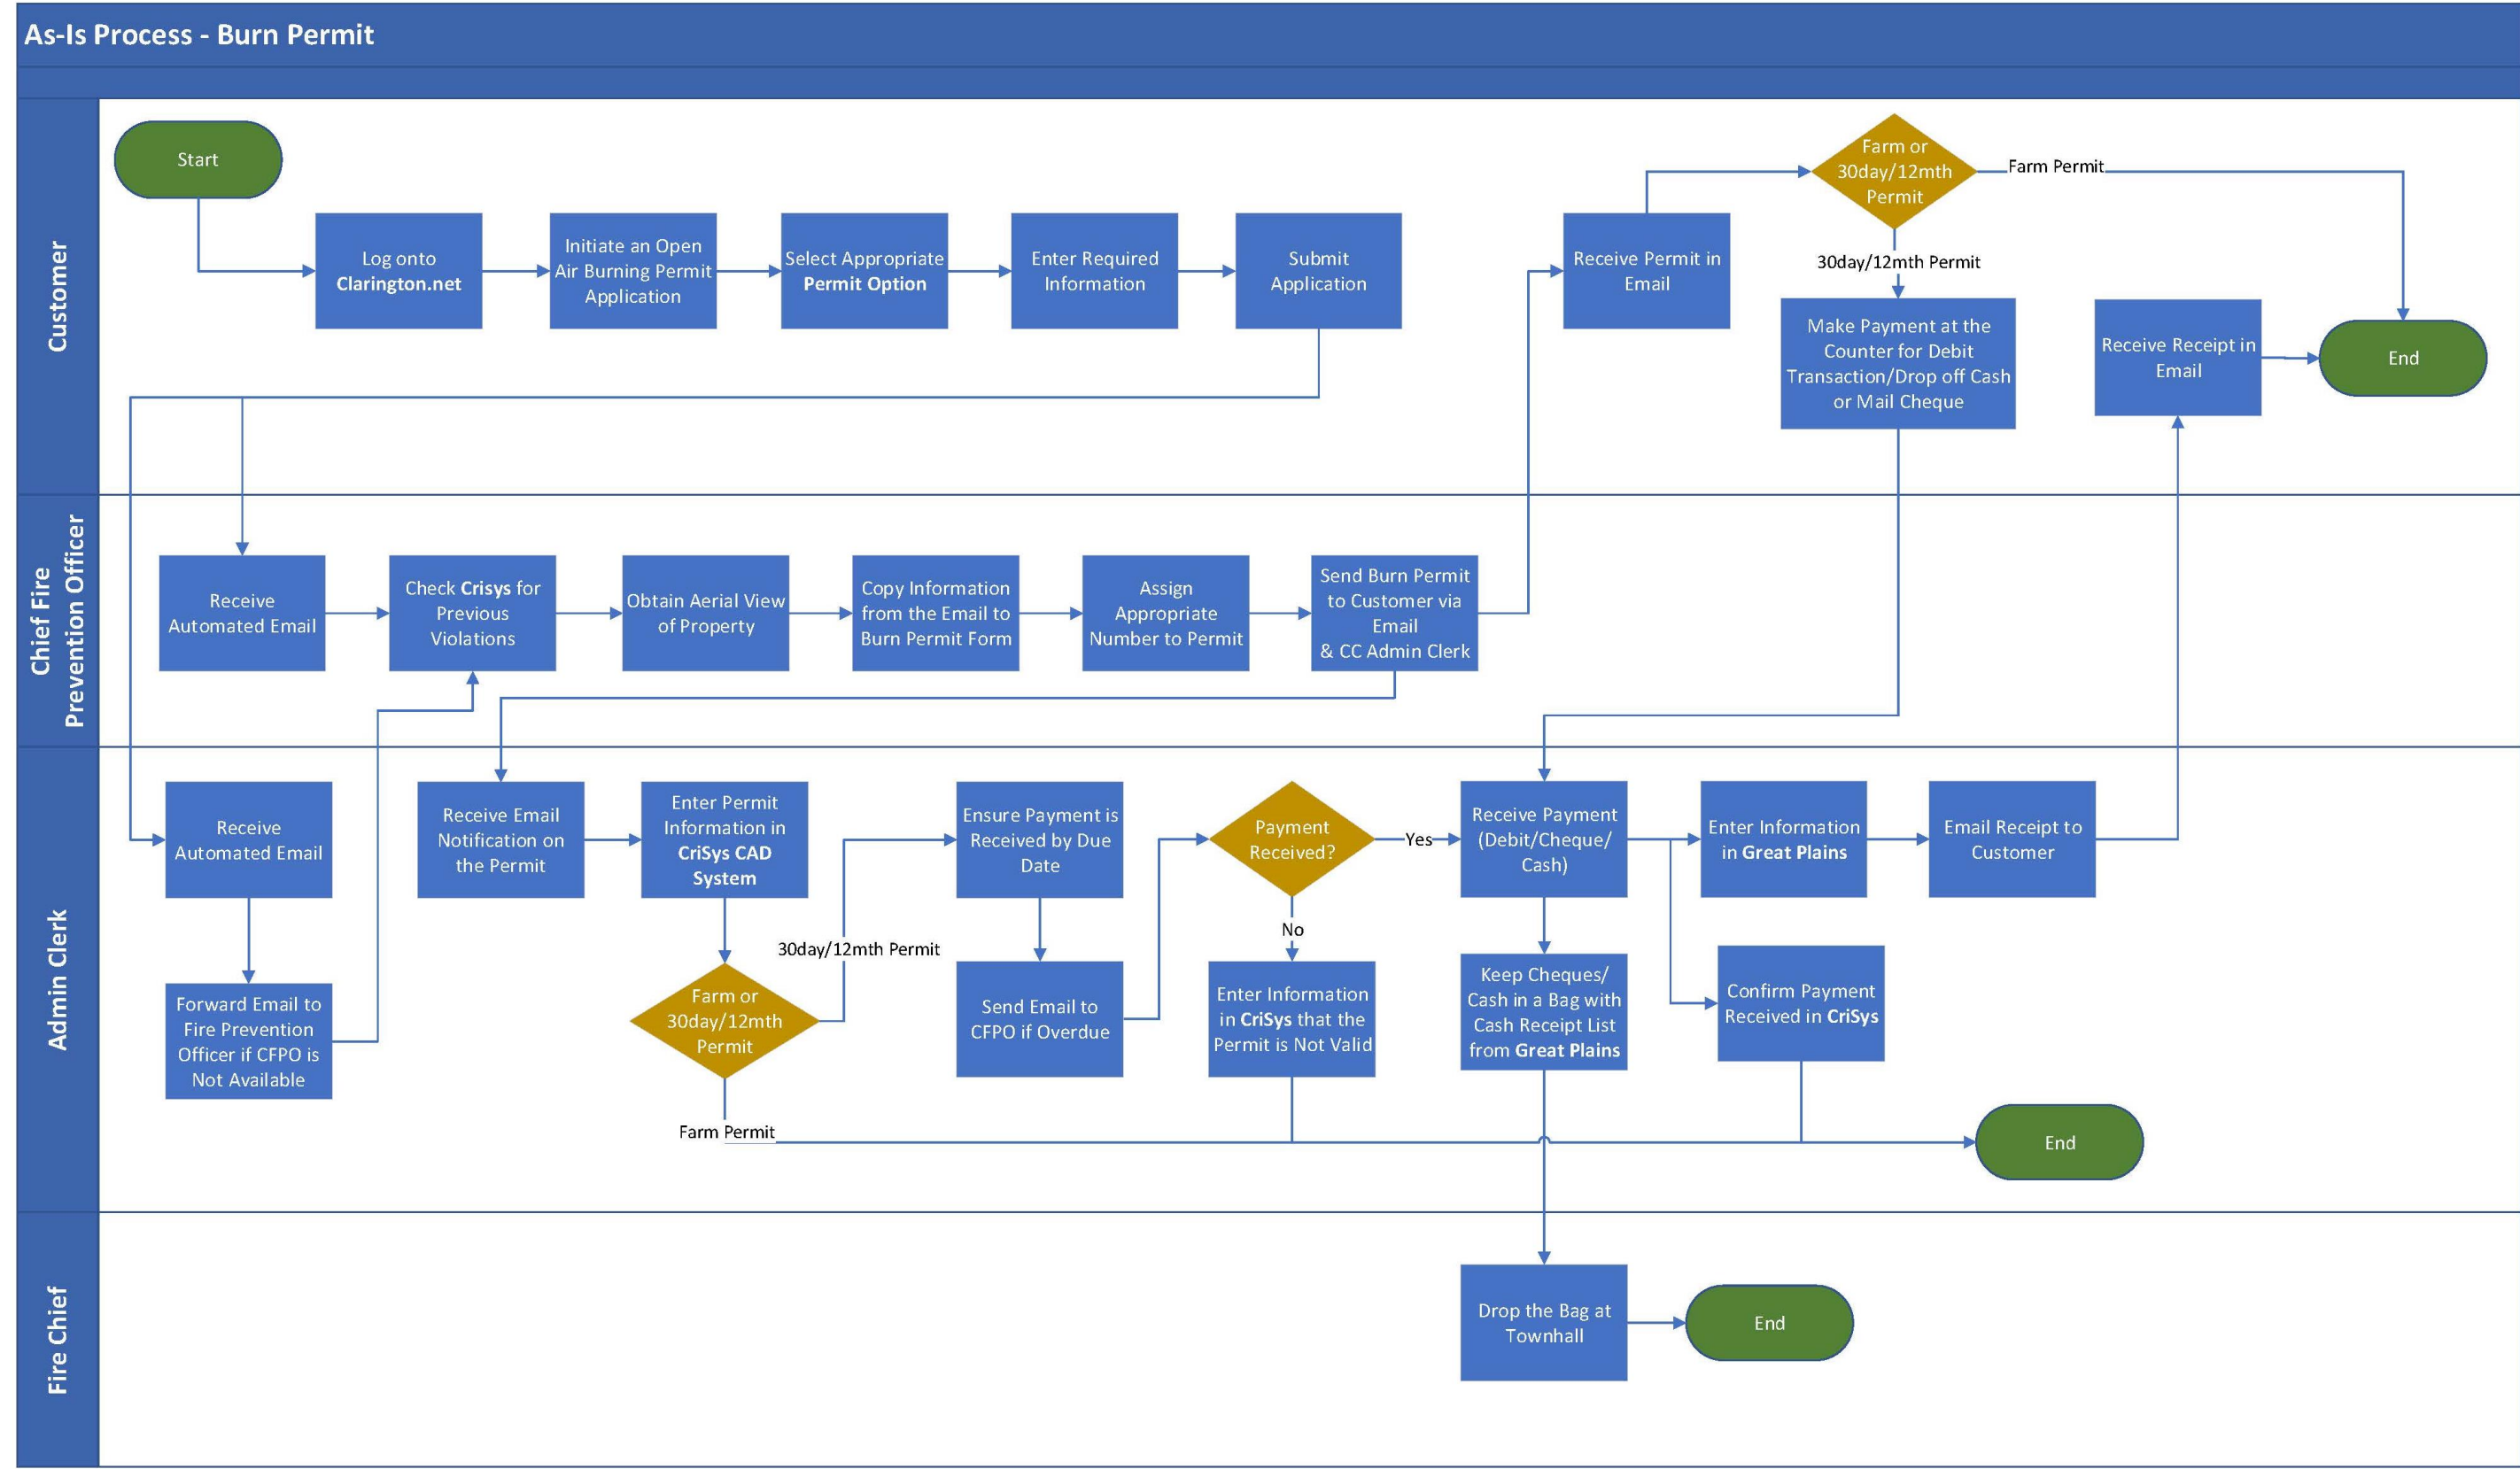 As-Is Process - Burn Permit
Customer
Start
Log onto
Clarington.net
Initiate an Open
Air Burning Permit
Application
Select Appropriate
Permit Option
Enter Required
Information
Submit
Application
Receive Permit in
Email
Farm or
30day/12mth
Permit
Farm Permit
30day/12mth Permit
Make Payment at the
Counter for Debit
Transaction/Drop off Cash
or Mail Cheque
Receive Receipt in
Email
End
Chief Fire
Prevention Officer
Receive
Automated Email
Check Crisys for
Previous
Violations
Obtain Aerial View
of Property
Copy Information
from the Email to
Burn Permit Form
Assign
Appropriate
Number to Permit
Send Burn Permit
to Customer via
Email
& CC Admin Clerk
Admin Clerk
Receive
Automated Email
Forward Email to
Fire Prevention
Officer if CFPO is
Not Available
Receive Email
Notification on
the Permit
Enter Permit
Information in
CriSys CAD
System
Farm or
30day/12mth
Permit
30day/12mth Permit
Farm Permit
Ensure Payment is
Received by Due
Date
Send Email to
CFPO if Overdue
Payment
Received?
Yes
No
Enter Information
in CriSys that the
Permit is Not Valid
Receive Payment
(Debit/Cheque/
Cash)
Keep Cheques/
Cash in a Bag with
Cash Receipt List
from Great Plains
Enter Information
in Great Plains
Email Receipt to
Customer
Confirm Payment
Received in CriSys
End
Fire Chief
Drop the Bag at
Townhall
End